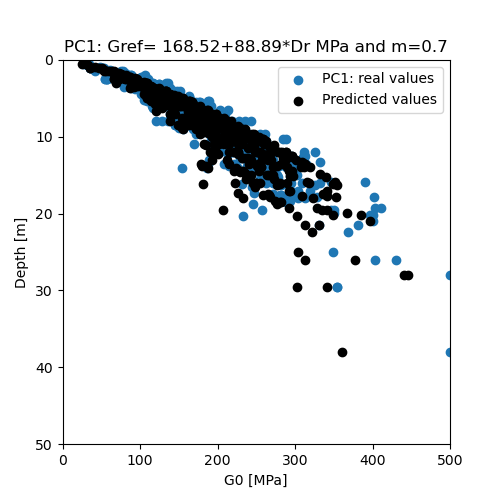 PC1: Gref= 168.52+88.89*Dr MPa and m=0.7
PC1: real values
Predicted values
0
10
20
30
40
50
Depth [m]
0 100 200 300 400 500
G0 [MPa]